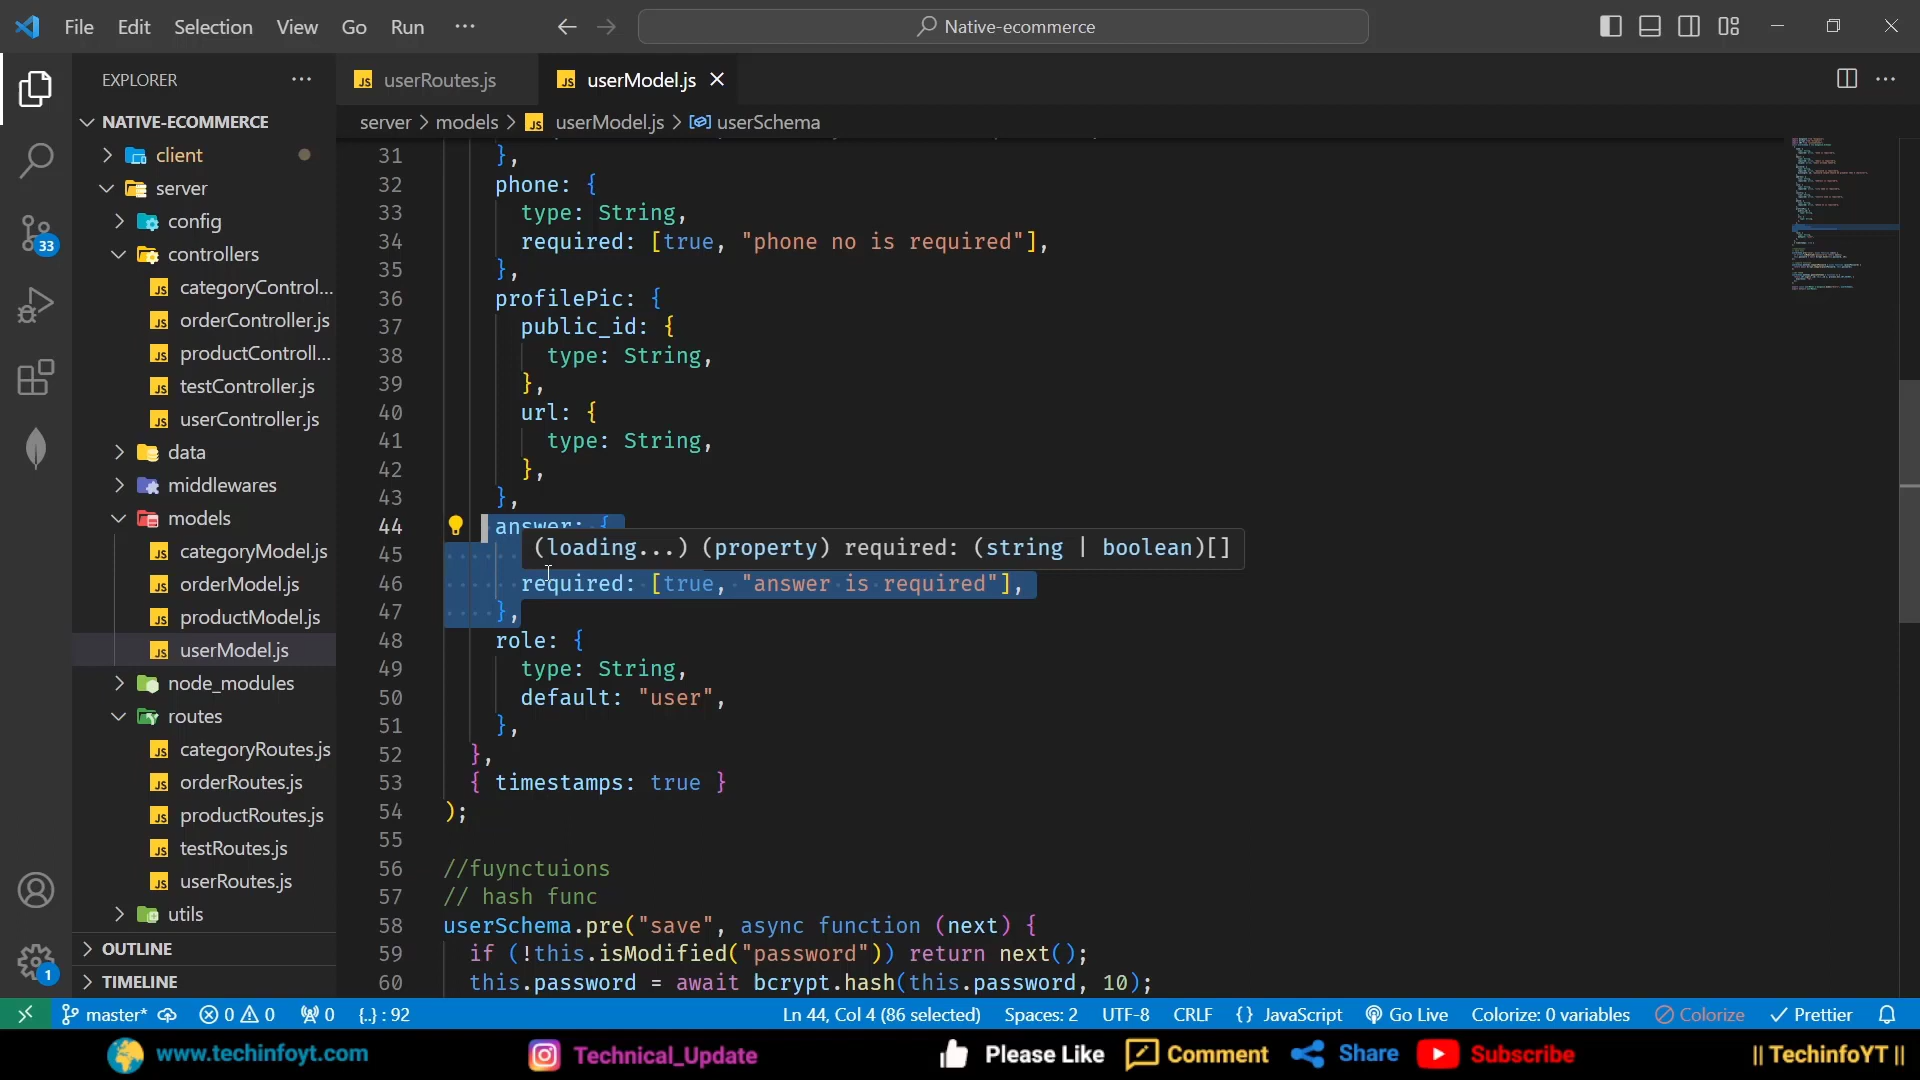 File Edit Selection View Go Run ··· Native-ecommerce
EXPLORER ···
NATIVE-ECOMMERCE
client
server
config
controllers
categoryControl...
orderController.js
productControll...
testController.js
userController.js
data
middlewares
models
categoryModel.js
orderModel.js
productModel.js
userModel.js
node_modules
routes
categoryRoutes.js
orderRoutes.js
productRoutes.js
testRoutes.js
userRoutes.js
utils
OUTLINE
TIMELINE
33
1
userRoutes.js userModel.js
server > models > userModel.js > userSchema
31 },
32 phone: {
33 type: String,
34 required: [true, "phone no is required"],
35 },
36 profilePic: {
37 public_id: {
38 type: String,
39 },
40 url: {
41 type: String,
42 },
43 },
44 answer: {
45 (loading...) (property) required: (string | boolean)[]
46 required: [true, "answer is required"],
47 },
48 role: {
49 type: String,
50 default: "user",
51 },
52 },
53 { timestamps: true }
54 );
55
56 //fuynctuions
57 // hash func
58 userSchema.pre("save", async function (next) {
59 if (!this.isModified("password")) return next();
60 this.password = await bcrypt.hash(this.password, 10);
master* 0 0 0 {..} : 92 Ln 44, Col 4 (86 selected) Spaces: 2 UTF-8 CRLF {} JavaScript Go Live Colorize: 0 variables Colorize Prettier
www.techinfoyt.com Technical_Update Please Like Comment Share Subscribe || TechinfoYT ||